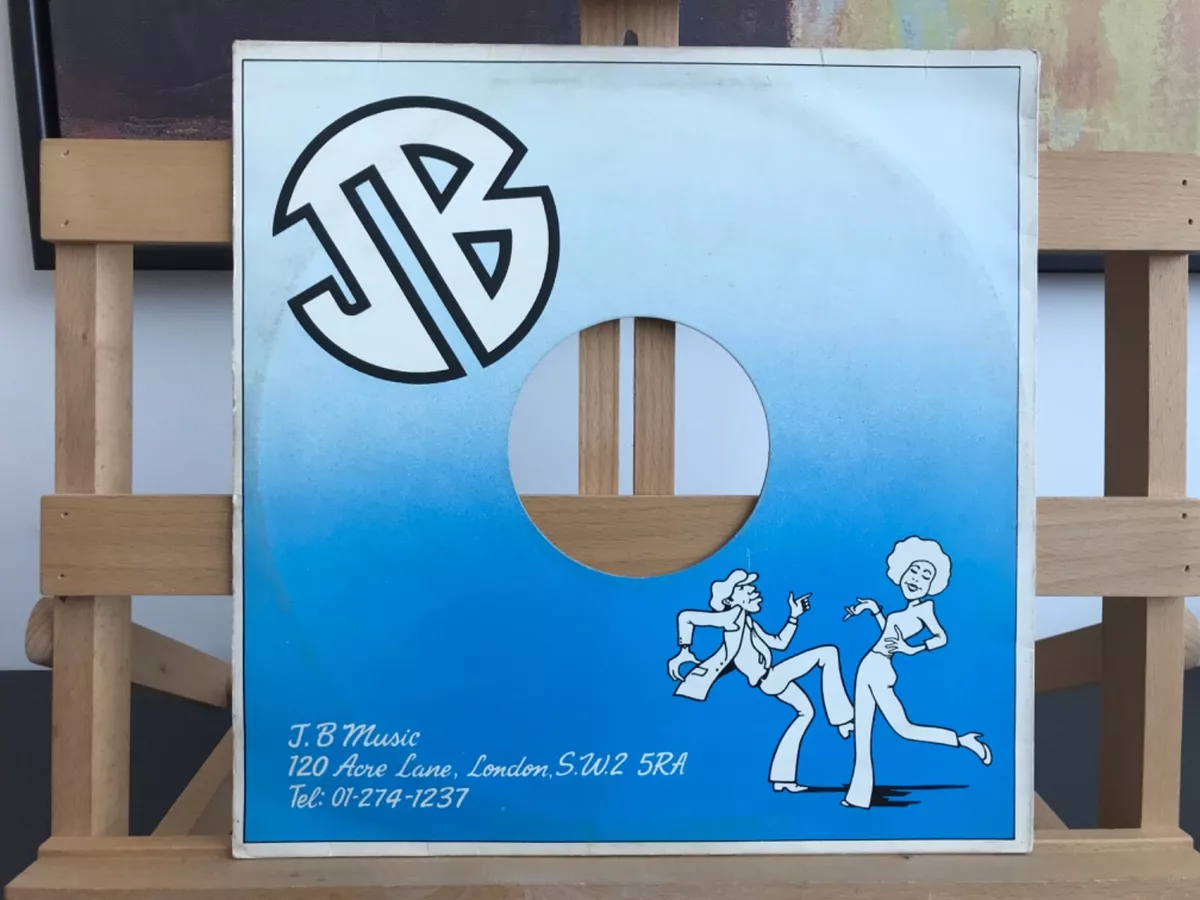 JB
J.B Music
120 Acre Lane, London, S.W.2 5RA
Tel: 01-274-1237